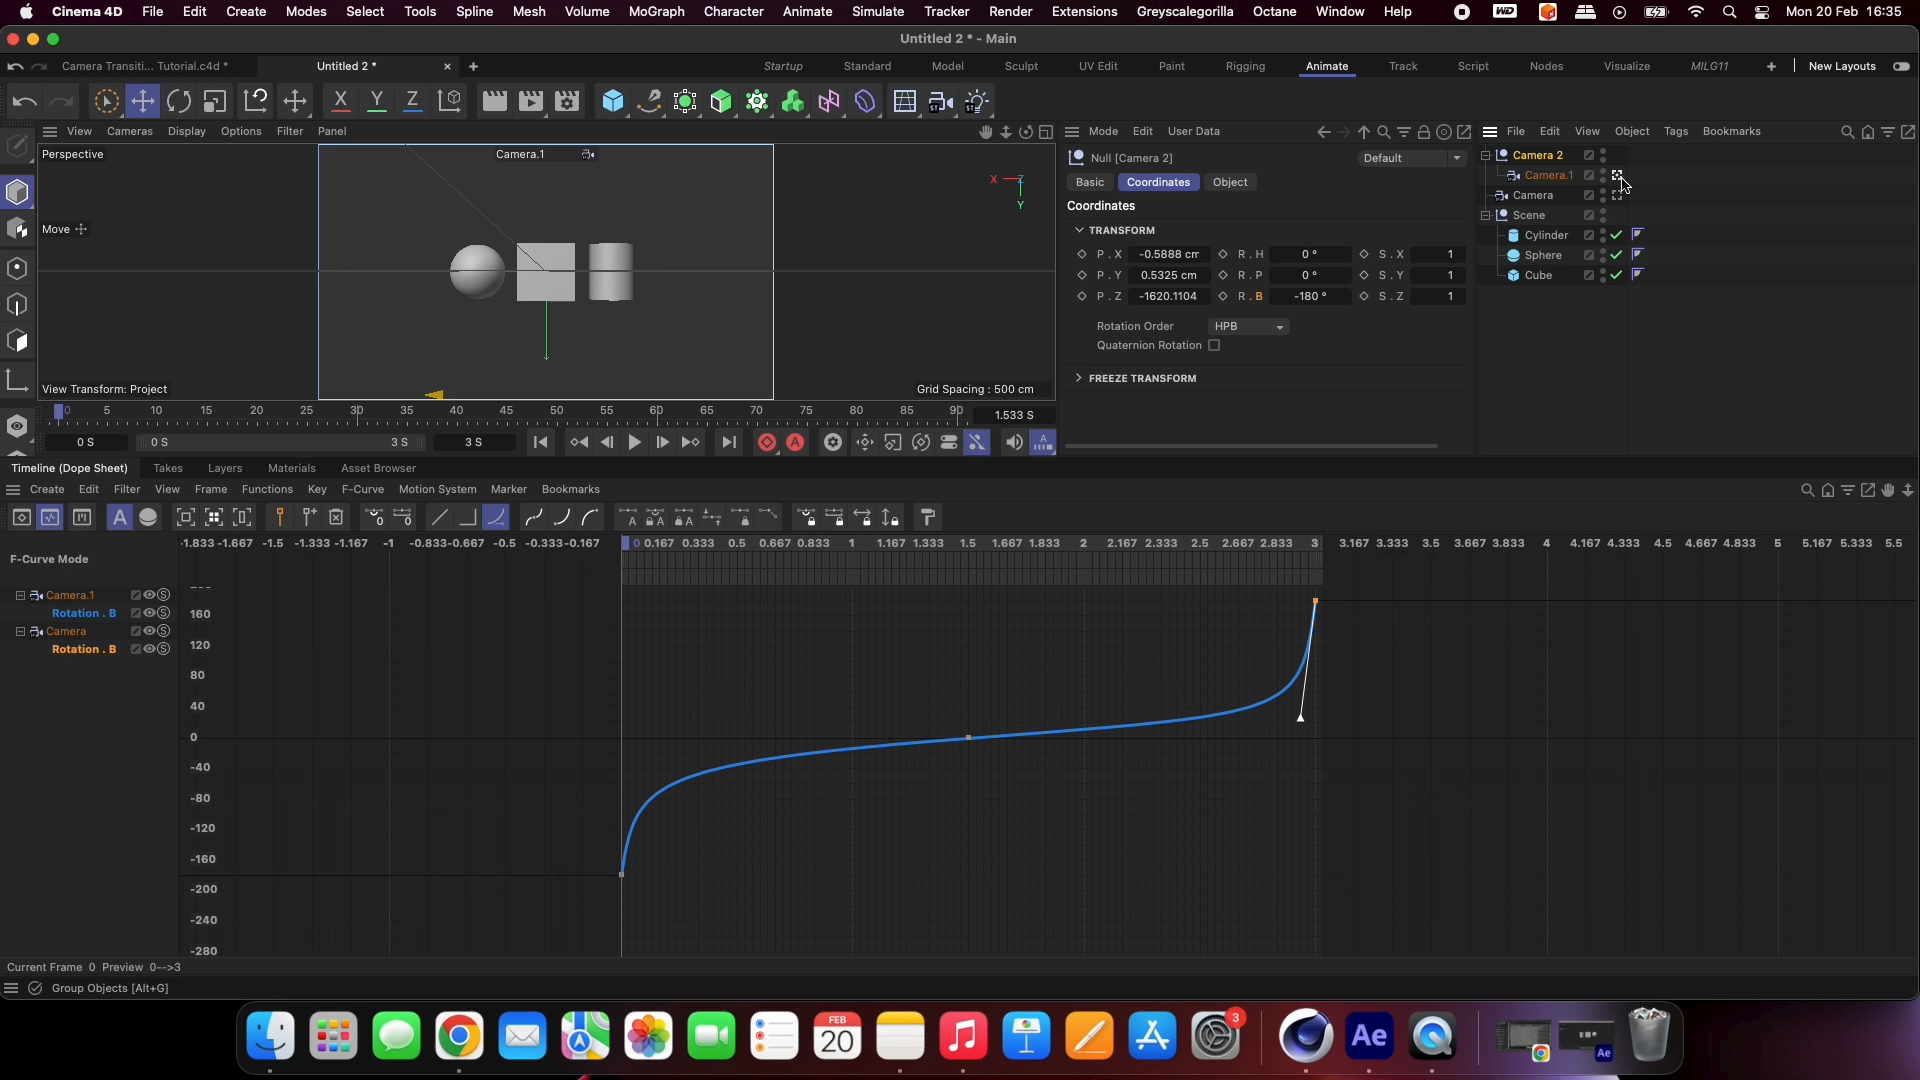 Cinema 4D File Edit Create Modes Select Tools Spline Mesh Volume MoGraph Character Animate Simulate Tracker Render Extensions Greyscalegorilla Octane Window Help WD Mon 20 Feb 16:35
Untitled 2 * - Main
Camera Transiti... Tutorial.c4d * Untitled 2 * Startup Standard Model Sculpt UV Edit Paint Rigging Animate Track Script Nodes Visualize MILG11 New Layouts
X Y Z ST ST
View Cameras Display Options Filter Panel
Mode Edit User Data
File Edit View Object Tags Bookmarks
Perspective
Camera.1
X Z
Y
Move
View Transform: Project
Grid Spacing : 500 cm
Null [Camera 2]
Default
Basic Coordinates Object
Coordinates
TRANSFORM
P . X -0.5888 cm R . H 0 ° S . X 1
P . Y 0.5325 cm R . P 0 ° S . Y 1
P . Z -1620.1104 R . B -180 ° S . Z 1
Rotation Order HPB
Quaternion Rotation
FREEZE TRANSFORM
Camera 2
Camera.1
Camera
Scene
Cylinder
Sphere
Cube
0 5 10 15 20 25 30 35 40 45 50 55 60 65 70 75 80 85 90 1.533 S
0 S 0 S 3 S 3 S
Timeline (Dope Sheet) Takes Layers Materials Asset Browser
Create Edit Filter View Frame Functions Key F-Curve Motion System Marker Bookmarks
-1.833 -1.667 -1.5 -1.333 -1.167 -1 -0.833 -0.667 -0.5 -0.333 -0.167 0 0.167 0.333 0.5 0.667 0.833 1 1.167 1.333 1.5 1.667 1.833 2 2.167 2.333 2.5 2.667 2.833 3 3.167 3.333 3.5 3.667 3.833 4 4.167 4.333 4.5 4.667 4.833 5 5.167 5.333 5.5
F-Curve Mode
Camera.1
Rotation . B
Camera
Rotation . B
160
120
80
40
0
-40
-80
-120
-160
-200
-240
-280
Current Frame 0 Preview 0-->3
Group Objects [Alt+G]
FEB
20
3
Ae
Ae